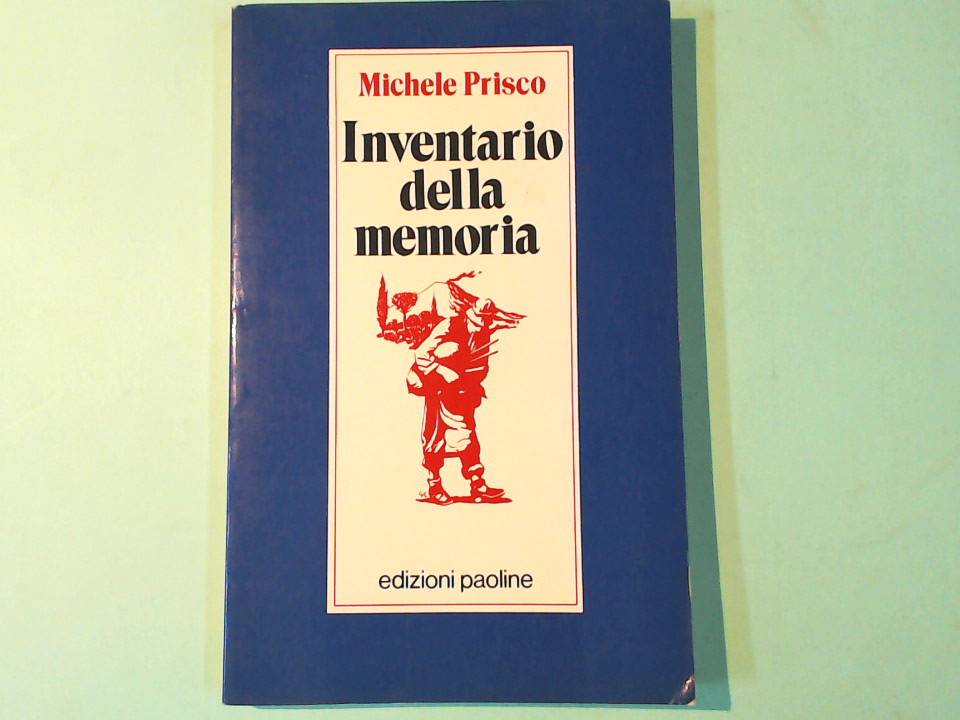 Michele Prisco
Inventario
della
memoria
edizioni paoline